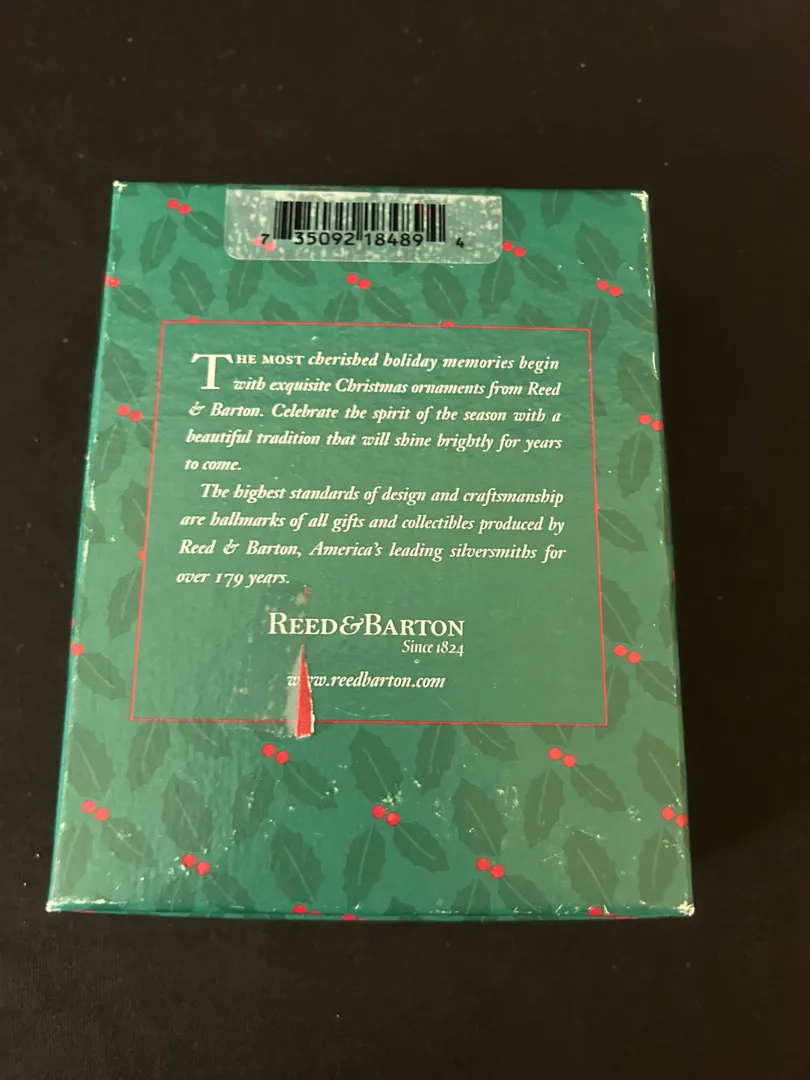 7 35092 18489 4
THE MOST cherished holiday memories begin
with exquisite Christmas ornaments from Reed
& Barton. Celebrate the spirit of the season with a
beautiful tradition that will shine brightly for years
to come.
The highest standards of design and craftsmanship
are hallmarks of all gifts and collectibles produced by
Reed & Barton, America's leading silversmiths for
over 179 years.
REED&BARTON
Since 1824
www.reedbarton.com